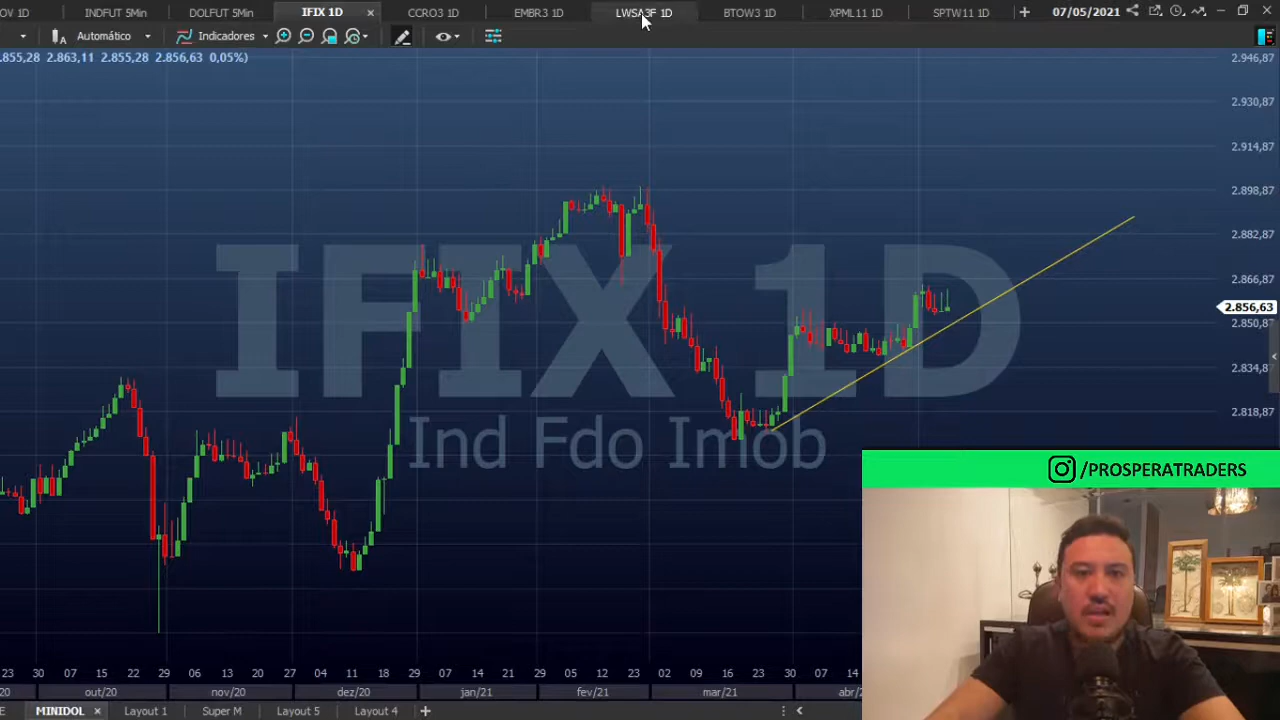 OV 1D INDFUT 5Min DOLFUT 5Min IFIX 1D × CCRO3 1D EMBR3 1D LWSA3F 1D BTOW3 1D XPML11 1D SPTW11 1D + 07/05/2021
Automático Indicadores
.855,28 2.863,11 2.855,28 2.856,63 0,05%)
2.946,87
2.930,87
2.914,87
2.898,87
2.882,87
2.866,87
2.856,63
2.850,87
2.834,87
2.818,87
IFIX 1D
Ind Fdo Imob
/PROSPERATRADERS
23 30 07 15 22 29 06 13 20 27 04 11 18 29 07 14 21 29 05 12 23 02 09 16 23 30 07 14
20 out/20 nov/20 dez/20 jan/21 fev/21 mar/21 abr/
E MINIDOL × Layout 1 Super M Layout 5 Layout 4 +